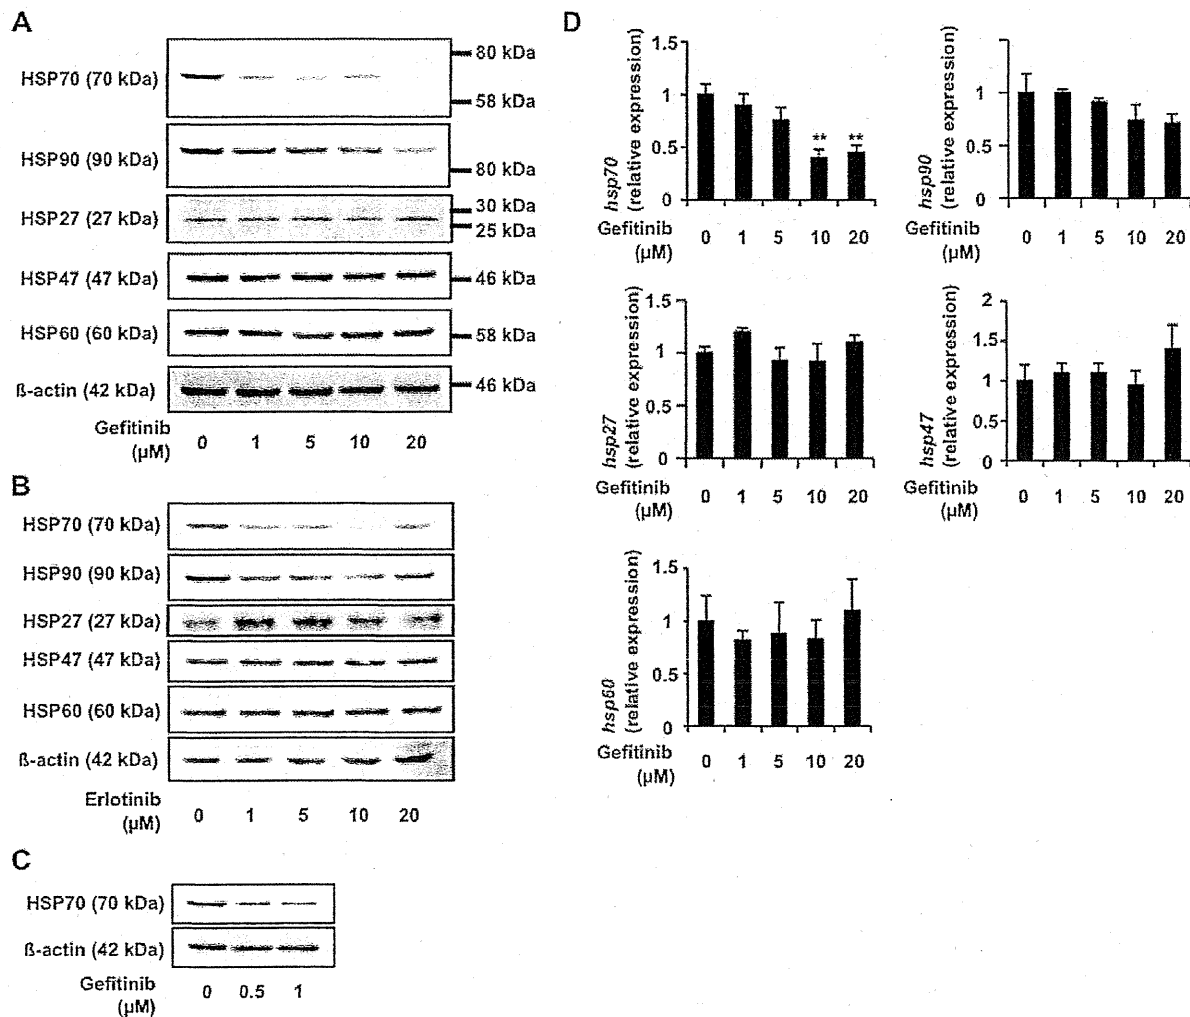 A
HSP70 (70 kDa)
80 kDa
58 kDa
HSP90 (90 kDa)
80 kDa
HSP27 (27 kDa)
30 kDa
25 kDa
HSP47 (47 kDa)
46 kDa
HSP60 (60 kDa)
58 kDa
ß-actin (42 kDa)
46 kDa
Gefitinib
(µM)
0 1 5 10 20
B
HSP70 (70 kDa)
HSP90 (90 kDa)
HSP27 (27 kDa)
HSP47 (47 kDa)
HSP60 (60 kDa)
ß-actin (42 kDa)
Erlotinib
(µM)
0 1 5 10 20
C
HSP70 (70 kDa)
ß-actin (42 kDa)
Gefitinib
(µM)
0 0.5 1
D
hsp70
(relative expression)
1.5
1
0.5
0
** **
Gefitinib
(µM)
0 1 5 10 20
hsp90
(relative expression)
1.5
1
0.5
0
Gefitinib
(µM)
0 1 5 10 20
hsp27
(relative expression)
1.5
1
0.5
0
Gefitinib
(µM)
0 1 5 10 20
hsp47
(relative expression)
2
1.5
1
0.5
0
Gefitinib
(µM)
0 1 5 10 20
hsp60
(relative expression)
1.5
1
0.5
0
Gefitinib
(µM)
0 1 5 10 20